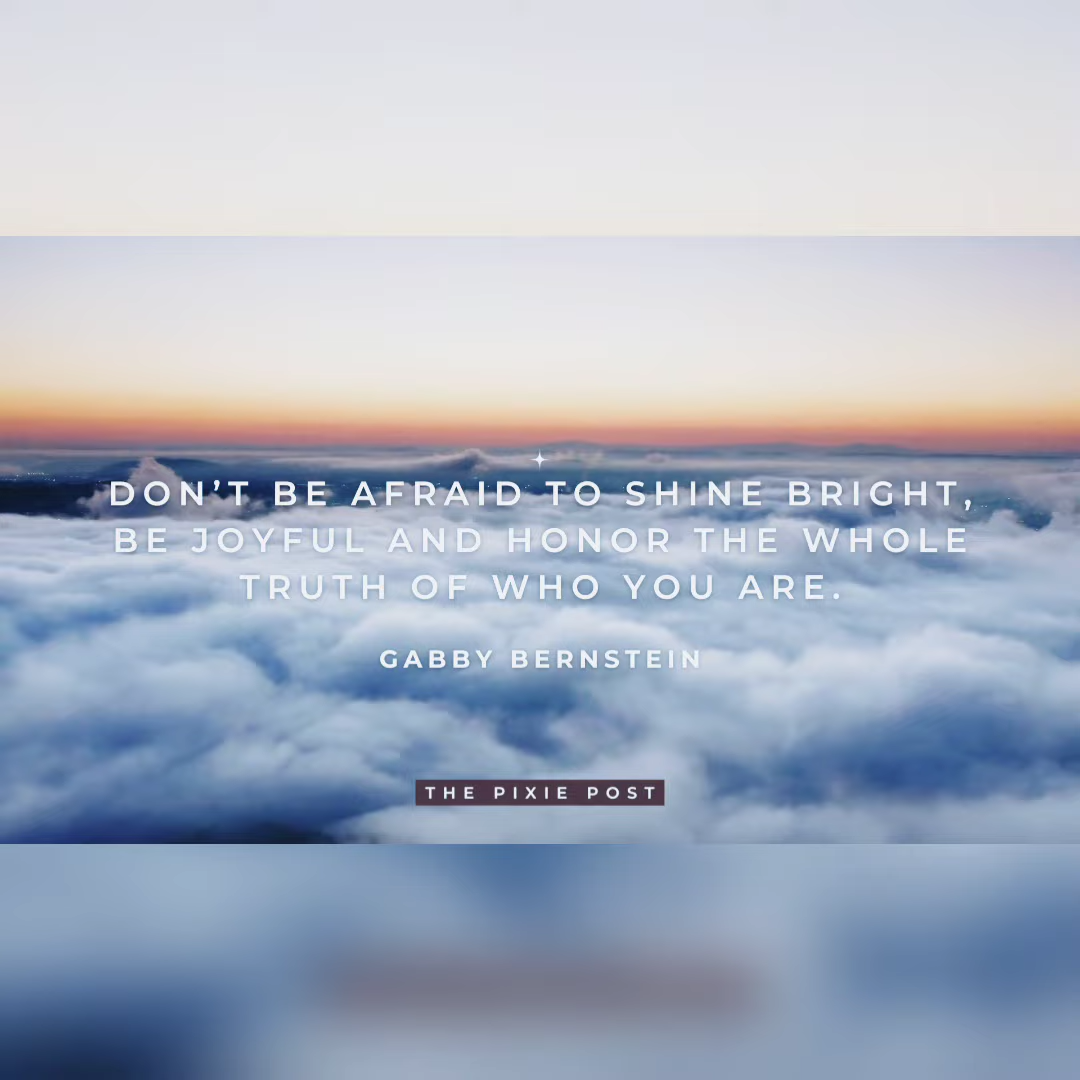 DON’T BE AFRAID TO SHINE BRIGHT,
BE JOYFUL AND HONOR THE WHOLE
TRUTH OF WHO YOU ARE.
GABBY BERNSTEIN
THE PIXIE POST